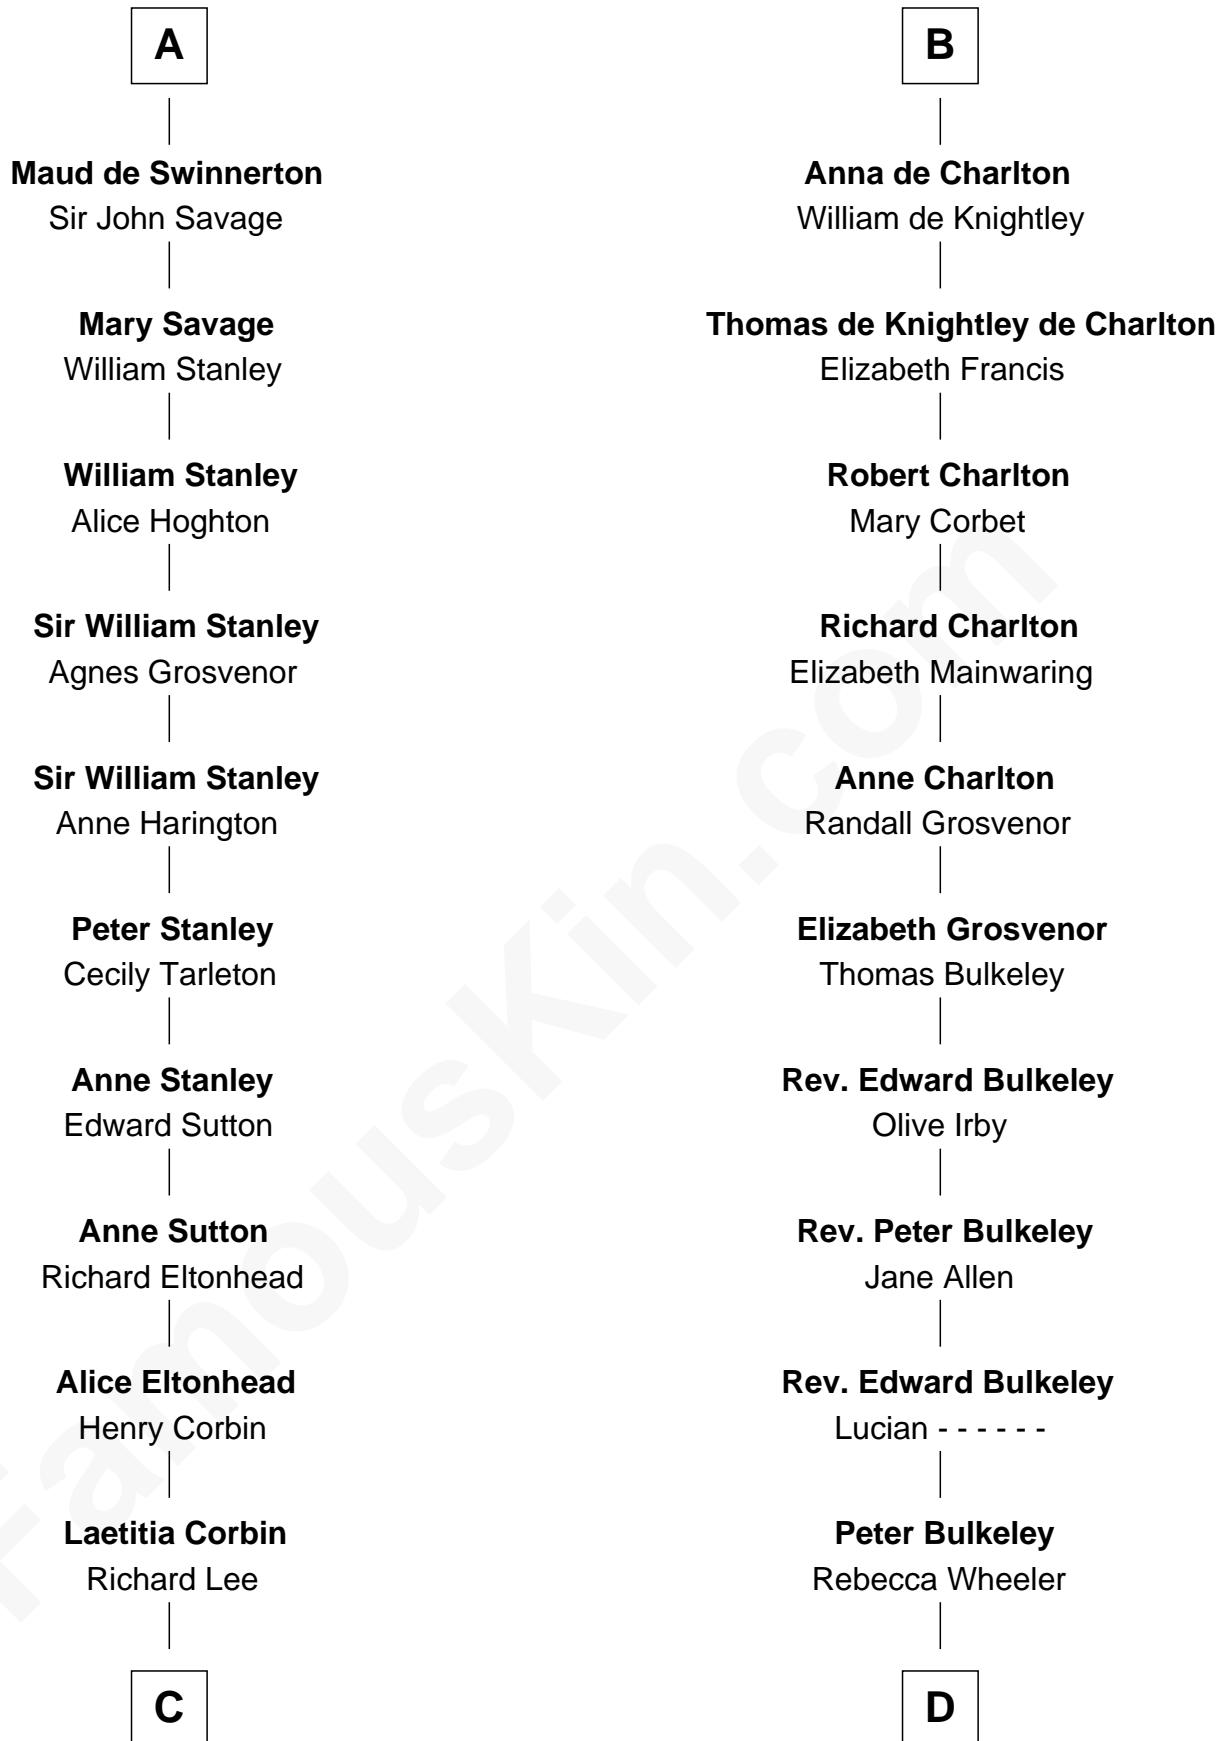 A
Maud de Swinnerton
Sir John Savage
Mary Savage
William Stanley
William Stanley
Alice Hoghton
Sir William Stanley
Agnes Grosvenor
Sir William Stanley
Anne Harington
Peter Stanley
Cecily Tarleton
Anne Stanley
Edward Sutton
Anne Sutton
Richard Eltonhead
Alice Eltonhead
Henry Corbin
Laetitia Corbin
Richard Lee
C
B
Anna de Charlton
William de Knightley
Thomas de Knightley de Charlton
Elizabeth Francis
Robert Charlton
Mary Corbet
Richard Charlton
Elizabeth Mainwaring
Anne Charlton
Randall Grosvenor
Elizabeth Grosvenor
Thomas Bulkeley
Rev. Edward Bulkeley
Olive Irby
Rev. Peter Bulkeley
Jane Allen
Rev. Edward Bulkeley
Lucian - - - - - -
Peter Bulkeley
Rebecca Wheeler
D
FamousKin.com